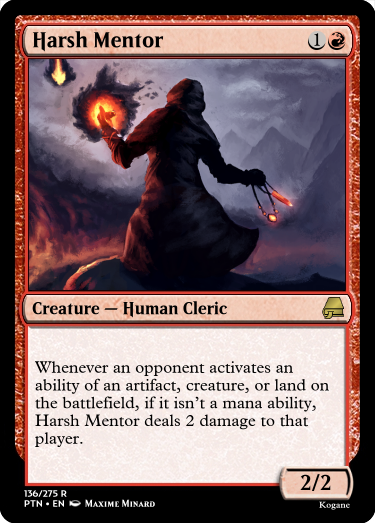 Harsh Mentor 1
Creature — Human Cleric
Whenever an opponent activates an
ability of an artifact, creature, or land on
the battlefield, if it isn't a mana ability,
Harsh Mentor deals 2 damage to that
player.
2/2
136/275 R
PTN • EN Maxime Minard
Kogane